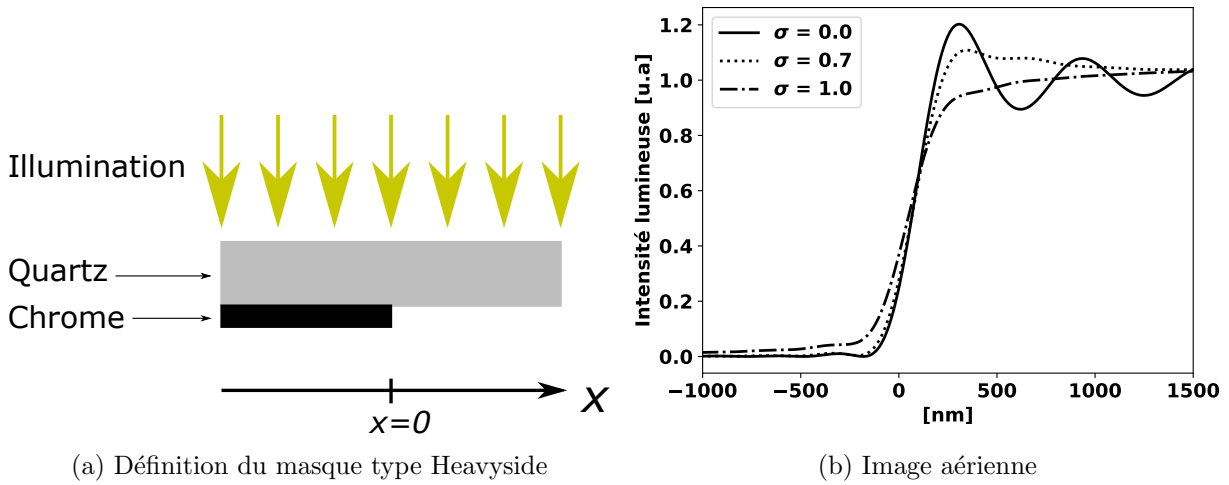 Illumination
Quartz
Chrome
x=0
x
(a) Définition du masque type Heavyside
Intensité lumineuse [u.a]
1.2
1.0
0.8
0.6
0.4
0.2
0.0
σ = 0.0
σ = 0.7
σ = 1.0
−1000 −500 0 500 1000 1500
[nm]
(b) Image aérienne